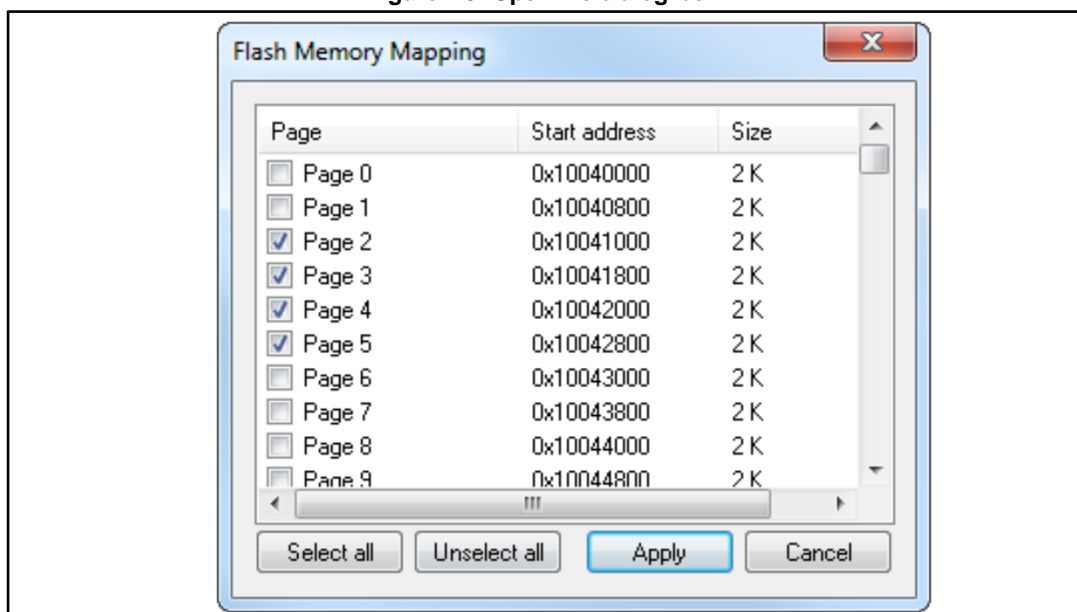 Flash Memory Mapping
Page Start address Size
Page 0 0x10040000 2 K
Page 1 0x10040800 2 K
Page 2 0x10041000 2 K
Page 3 0x10041800 2 K
Page 4 0x10042000 2 K
Page 5 0x10042800 2 K
Page 6 0x10043000 2 K
Page 7 0x10043800 2 K
Page 8 0x10044000 2 K
Page 9 0x10044800 2 K
Select all Unselect all Apply Cancel